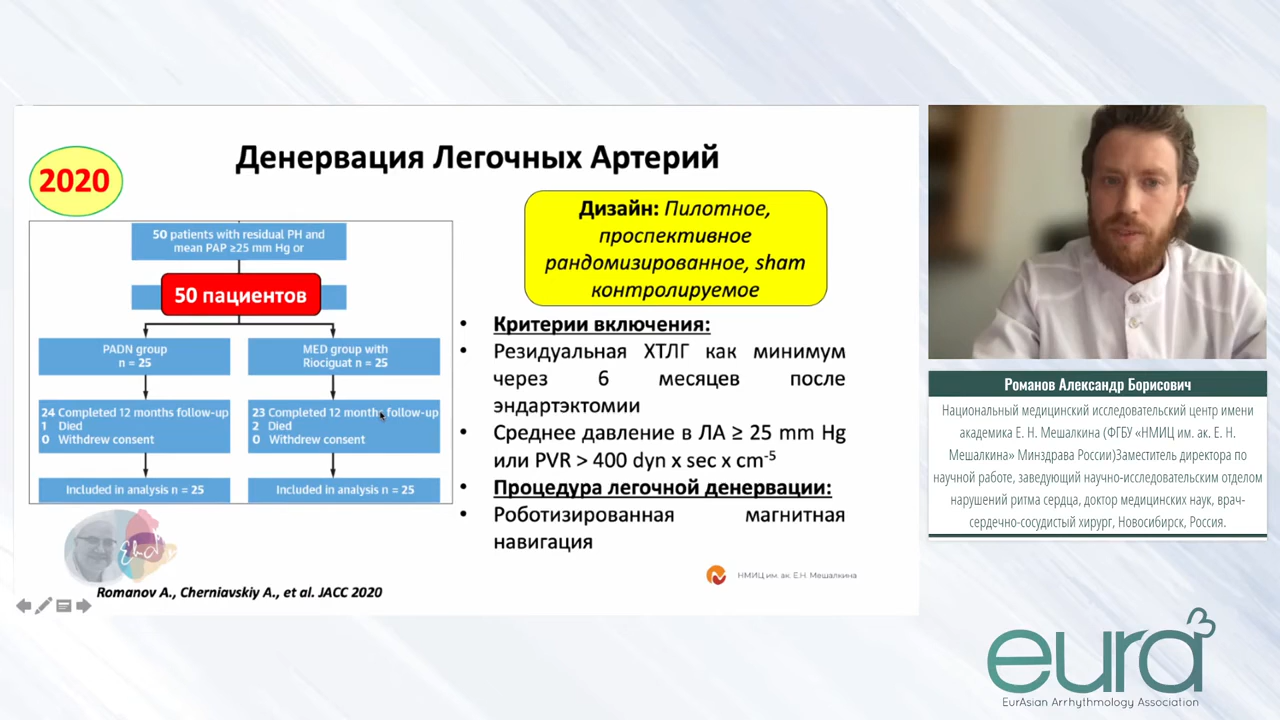 Денервация Легочных Артерий
2020
50 patients with residual PH and
mean PAP ≥25 mm Hg or
50 пациентов
PADN group
n = 25
MED group with
Riociguat n = 25
24 Completed 12 months follow-up
1 Died
0 Withdrew consent
23 Completed 12 months follow-up
2 Died
0 Withdrew consent
Included in analysis n = 25
Included in analysis n = 25
Дизайн: Пилотное,
проспективное
рандомизированное, sham
контролируемое
• Критерии включения:
• Резидуальная ХТЛГ как минимум
через 6 месяцев после
эндартэктомии
• Среднее давление в ЛА ≥ 25 mm Hg
или PVR > 400 dyn x sec x cm-5
• Процедура легочной денервации:
• Роботизированная магнитная
навигация
НМИЦ им. ак. Е.Н. Мешалкина
Romanov A., Cherniavskiy A., et al. JACC 2020
Романов Александр Борисович
Национальный медицинский исследовательский центр имени
академика Е. Н. Мешалкина (ФГБУ «НМИЦ им. ак. Е. Н.
Мешалкина» Минздрава России)Заместитель директора по
научной работе, заведующий научно-исследовательским отделом
нарушений ритма сердца, доктор медицинских наук, врач-
сердечно-сосудистый хирург, Новосибирск, Россия.
eura
EurAsian Arrhythmology Association